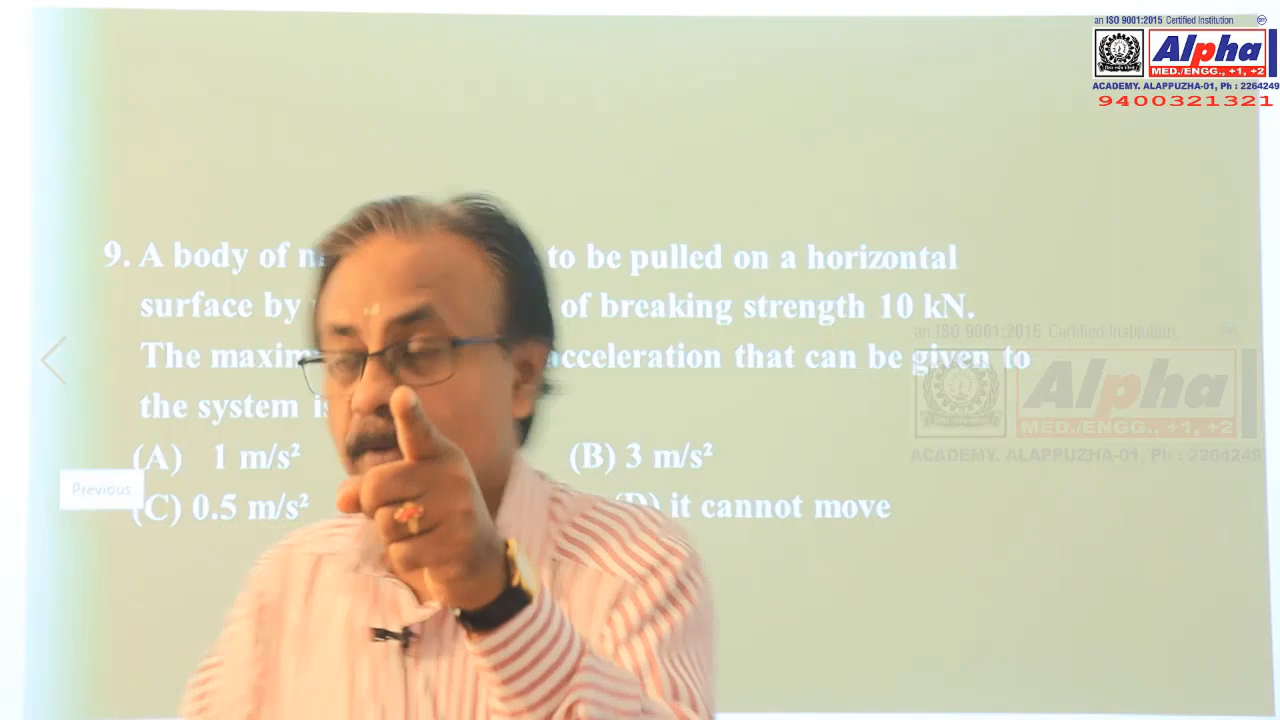 an ISO 9001:2015 Certified Institution
Alpha
MED./ENGG., +1, +2
ACADEMY. ALAPPUZHA-01, Ph : 2264249
9400321321
9. A body of to be pulled on a horizontal
surface by of breaking strength 10 kN.
The acceleration that can be given to
the system
(A) 1 m/s² (B) 3 m/s²
(C) 0.5 m/s² (D) it cannot move
Previous
an ISO 9001:2015 Certified Institution
Alpha
MED./ENGG., +1, +2
ACADEMY. ALAPPUZHA-01, Ph : 2264249